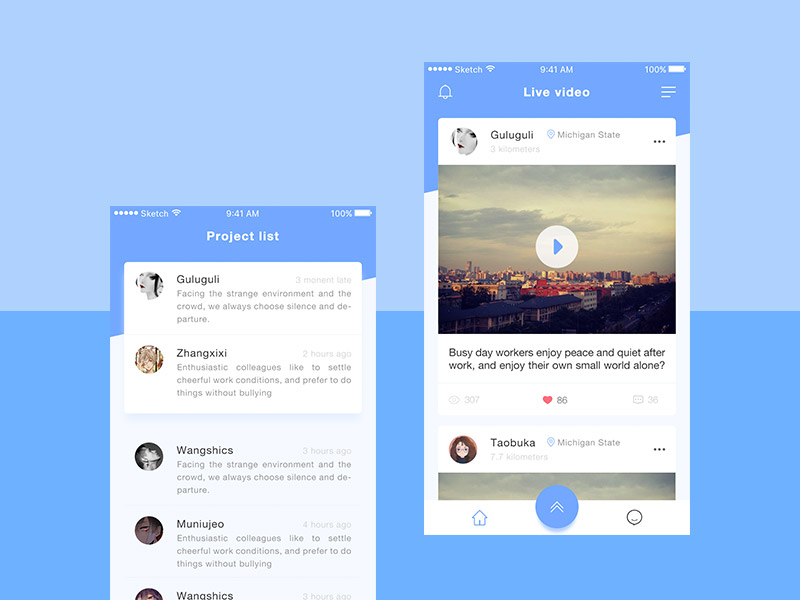 Sketch 9:41 AM 100%
Project list
Guluguli 3 monent late
Facing the strange environment and the
crowd, we always choose silence and de-
parture.
Zhangxixi 2 hours ago
Enthusiastic colleagues like to settle
cheerful work conditions, and prefer to do
things without bullying
Wangshics 3 hours ago
Facing the strange environment and the
crowd, we always choose silence and de-
parture.
Muniujeo 4 hours ago
Enthusiastic colleagues like to settle
cheerful work conditions, and prefer to do
things without bullying
Wangshics 3 hours ago
Sketch 9:41 AM 100%
Live video
Guluguli Michigan State
3 kilometers
Busy day workers enjoy peace and quiet after
work, and enjoy their own small world alone?
307 86 36
Taobuka Michigan State
7.7 kilometers